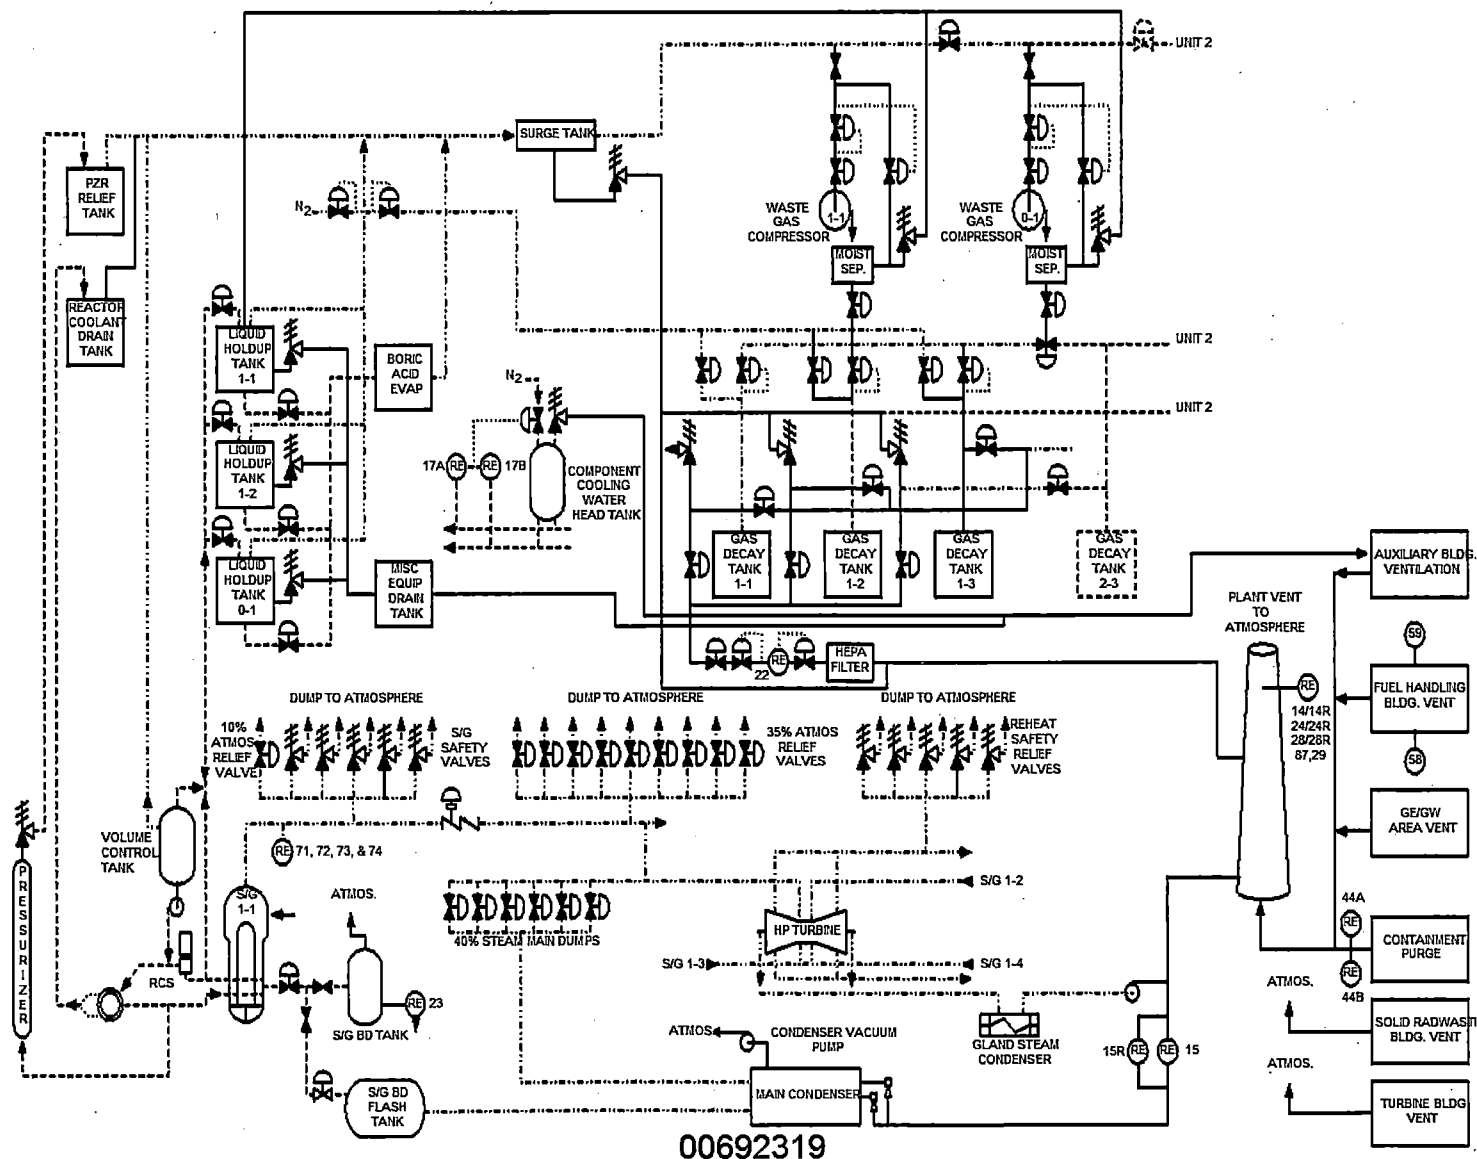 UNIT 2
SURGE TANK
PZR
RELIEF
TANK
N2
WASTE
GAS
COMPRESSOR
1-1
WASTE
GAS
COMPRESSOR
0-1
MOIST
SEP.
MOIST
SEP.
REACTOR
COOLANT
DRAIN
TANK
LIQUID
HOLDUP
TANK
1-1
BORIC
ACID
EVAP
UNIT 2
N2
UNIT 2
LIQUID
HOLDUP
TANK
1-2
17A
RE
RE
17B
COMPONENT
COOLING
WATER
HEAD TANK
LIQUID
HOLDUP
TANK
0-1
MISC
EQUIP
DRAIN
TANK
GAS
DECAY
TANK
1-1
GAS
DECAY
TANK
1-2
GAS
DECAY
TANK
1-3
GAS
DECAY
TANK
2-3
AUXILIARY BLDG.
VENTILATION
PLANT VENT
TO
ATMOSPHERE
RE
22
HEPA
FILTER
59
FUEL HANDLING
BLDG. VENT
58
RE
14/14R
24/24R
28/28R
87,29
DUMP TO ATMOSPHERE
DUMP TO ATMOSPHERE
DUMP TO ATMOSPHERE
10%
ATMOS
RELIEF
VALVE
S/G
SAFETY
VALVES
35% ATMOS
RELIEF
VALVES
REHEAT
SAFETY
RELIEF
VALVES
GE/GW
AREA VENT
VOLUME
CONTROL
TANK
RE
71, 72, 73, & 74
PRESSURIZER
S/G
1-1
ATMOS.
40% STEAM MAIN DUMPS
S/G 1-2
HP TURBINE
S/G 1-3
S/G 1-4
44A
RE
RE
44B
CONTAINMENT
PURGE
RCS
RE
23
S/G BD TANK
ATMOS.
SOLID RADWAST
BLDG. VENT
ATMOS
CONDENSER VACUUM
PUMP
GLAND STEAM
CONDENSER
15R
RE
RE
15
S/G BD
FLASH
TANK
MAIN CONDENSER
ATMOS.
TURBINE BLDG
VENT
00692319